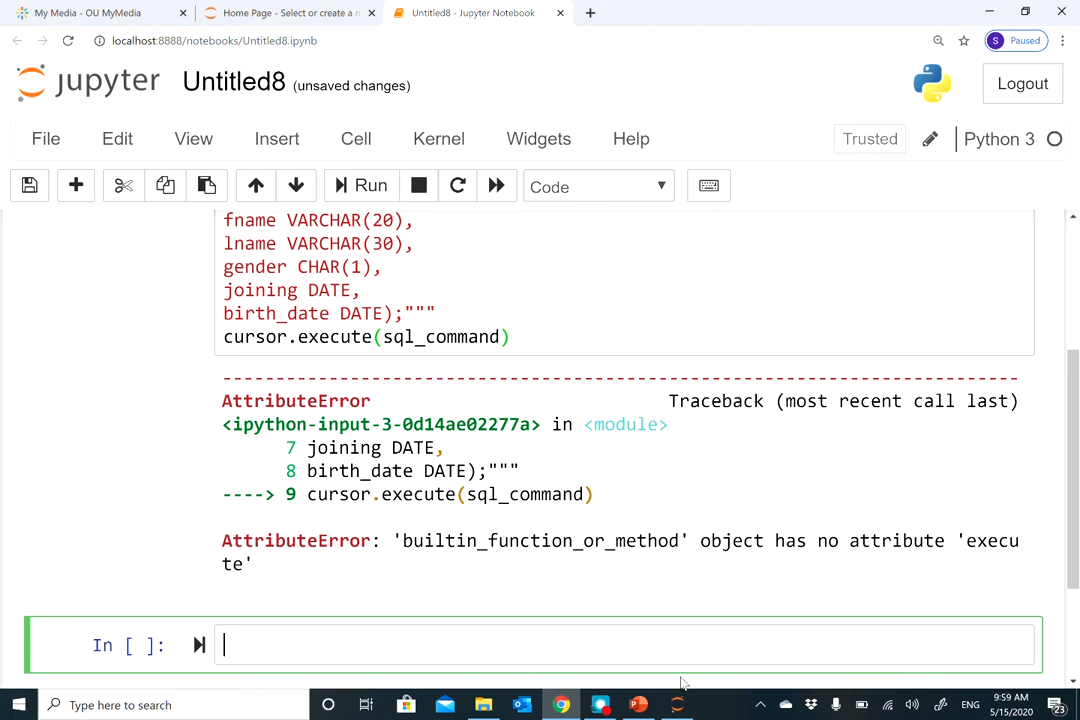 My Media - OU MyMedia
Home Page - Select or create a n
Untitled8 - Jupyter Notebook
localhost:8888/notebooks/Untitled8.ipynb
S Paused
jupyter Untitled8 (unsaved changes)
Logout
File Edit View Insert Cell Kernel Widgets Help
Trusted Python 3
Run Code
fname VARCHAR(20),
lname VARCHAR(30),
gender CHAR(1),
joining DATE,
birth_date DATE);"""
cursor.execute(sql_command)
---------------------------------------------------------------------------
AttributeError Traceback (most recent call last)
<ipython-input-3-0d14ae02277a> in <module>
7 joining DATE,
8 birth_date DATE);"""
----> 9 cursor.execute(sql_command)
AttributeError: 'builtin_function_or_method' object has no attribute 'execu
te'
In [ ]:
Type here to search
ENG
9:59 AM
5/15/2020
23